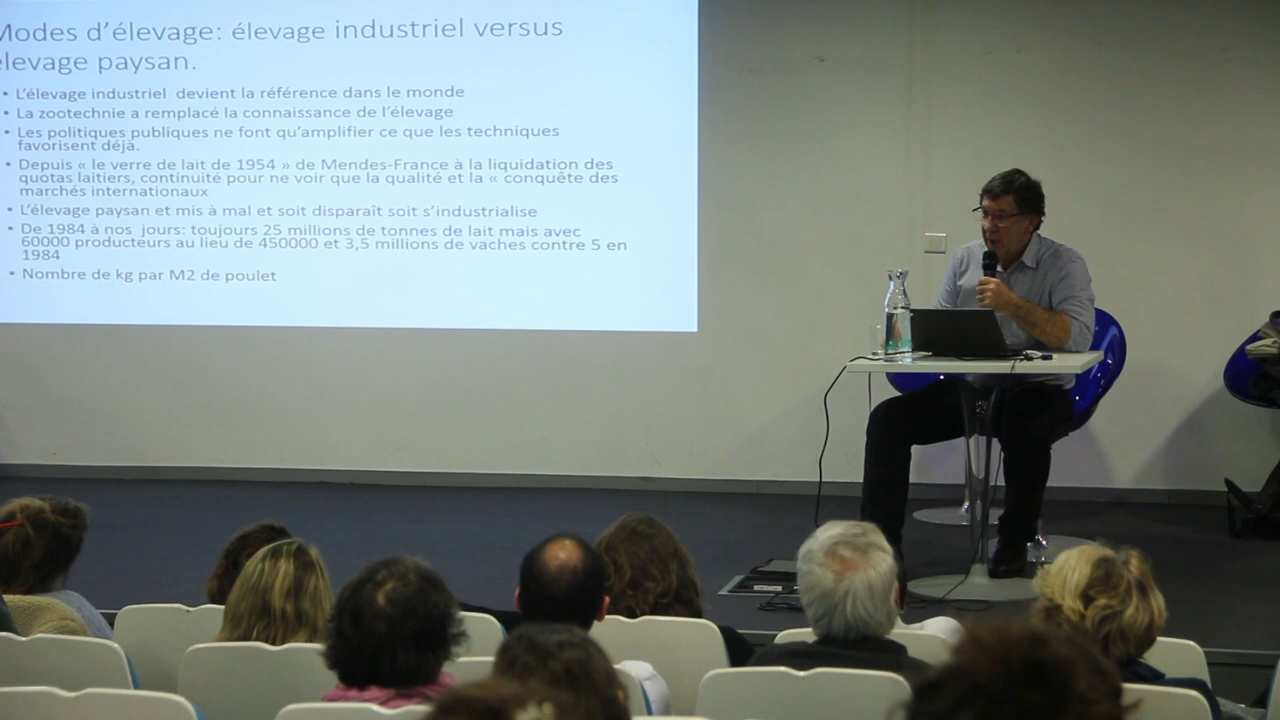 Modes d’élevage: élevage industriel versus
élevage paysan.
• L’élevage industriel devient la référence dans le monde
• La zootechnie a remplacé la connaissance de l’élevage
• Les politiques publiques ne font qu’amplifier ce que les techniques
favorisent déjà.
• Depuis « le verre de lait de 1954 » de Mendes-France à la liquidation des
quotas laitiers, continuité pour ne voir que la qualité et la « conquête des
marchés internationaux
• L’élevage paysan et mis à mal et soit disparaît soit s’industrialise
• De 1984 à nos jours: toujours 25 millions de tonnes de lait mais avec
60000 producteurs au lieu de 450000 et 3,5 millions de vaches contre 5 en
1984
• Nombre de kg par M2 de poulet